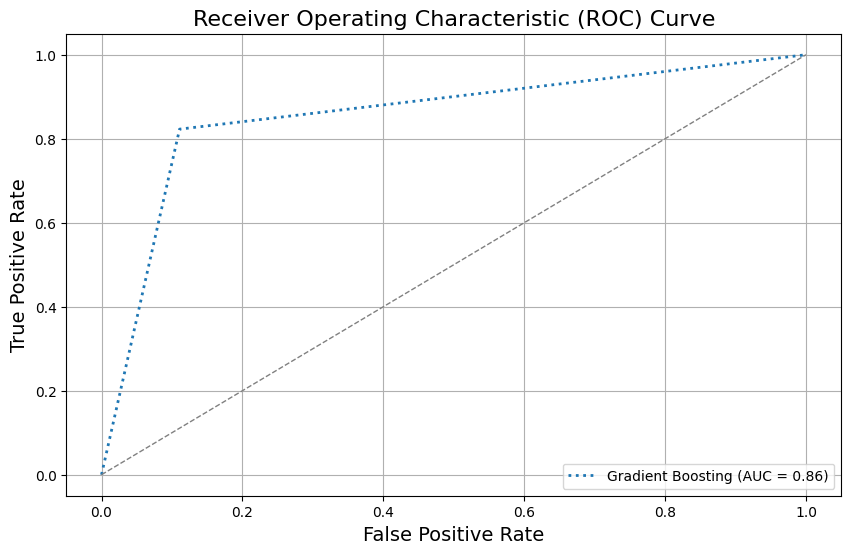 Receiver Operating Characteristic (ROC) Curve
True Positive Rate
1.0
0.8
0.6
0.4
0.2
0.0
Gradient Boosting (AUC = 0.86)
0.0 0.2 0.4 0.6 0.8 1.0
False Positive Rate